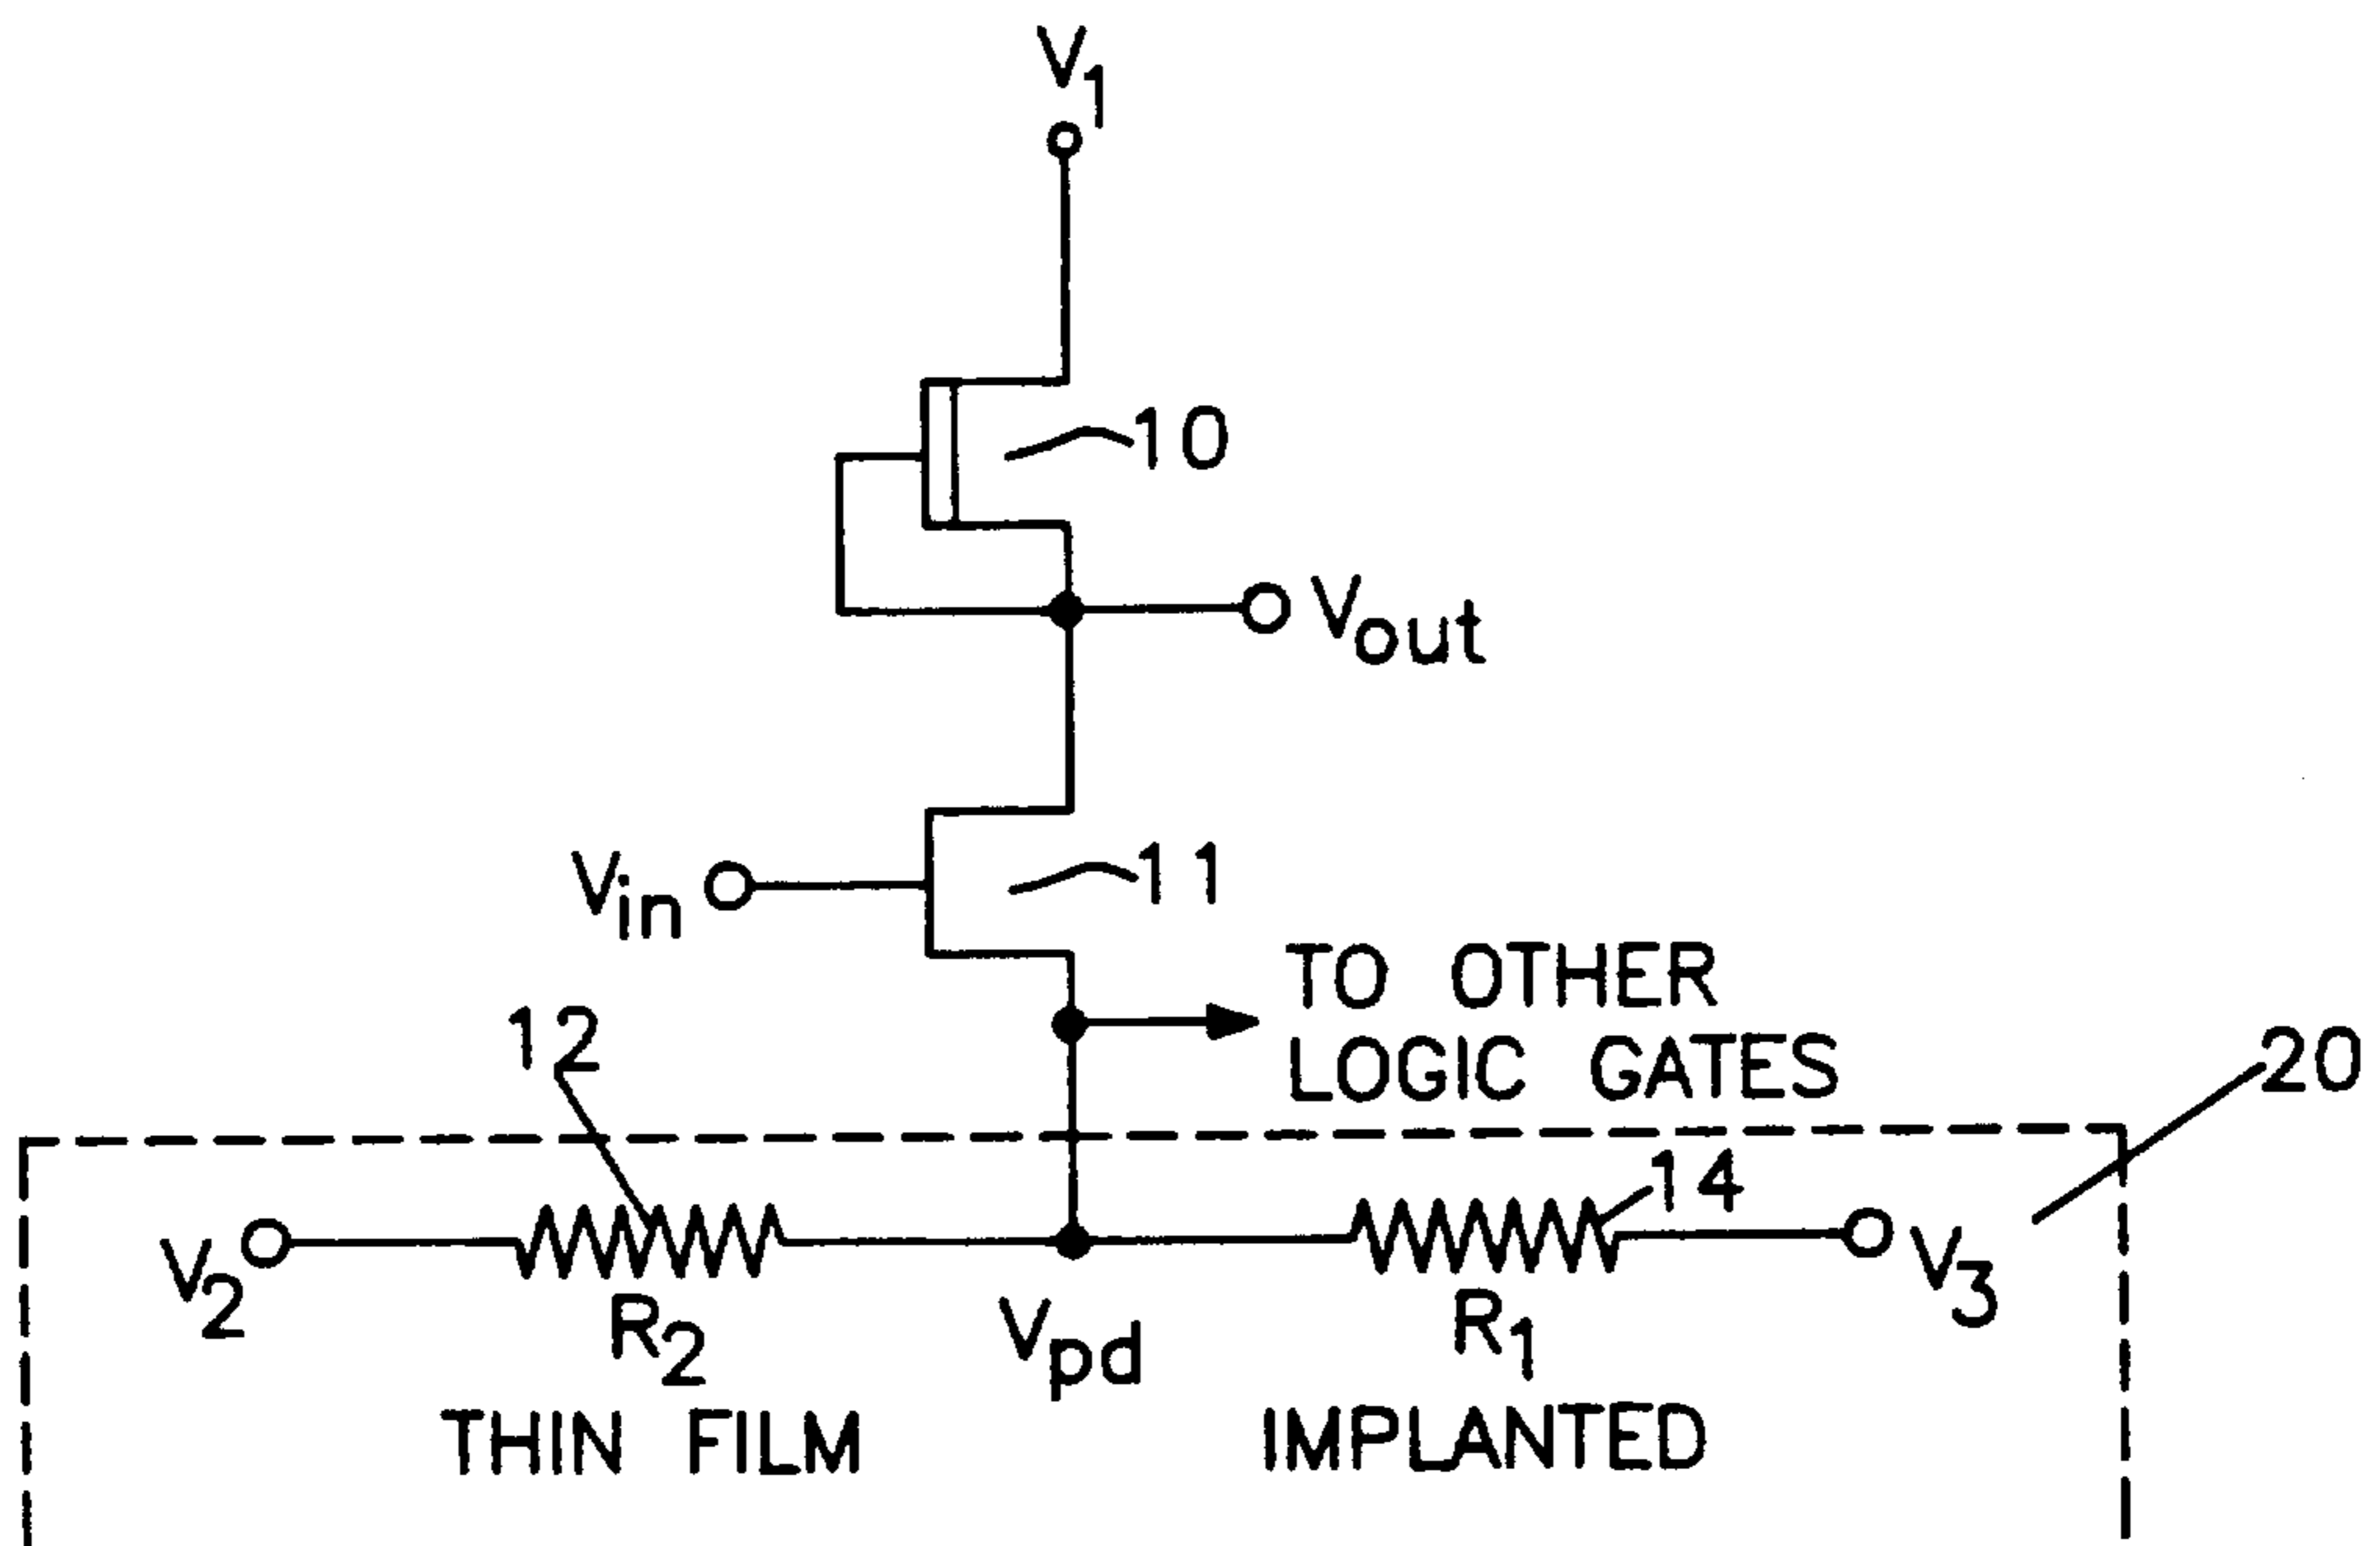 V1
10
Vout
Vin
11
TO OTHER
LOGIC GATES
12
20
14
V2
V3
R2
Vpd
R1
THIN FILM
IMPLANTED